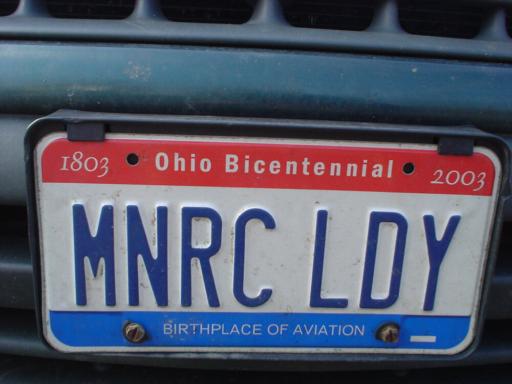 1803 Ohio Bicentennial 2003
MNRC LDY
BIRTHPLACE OF AVIATION